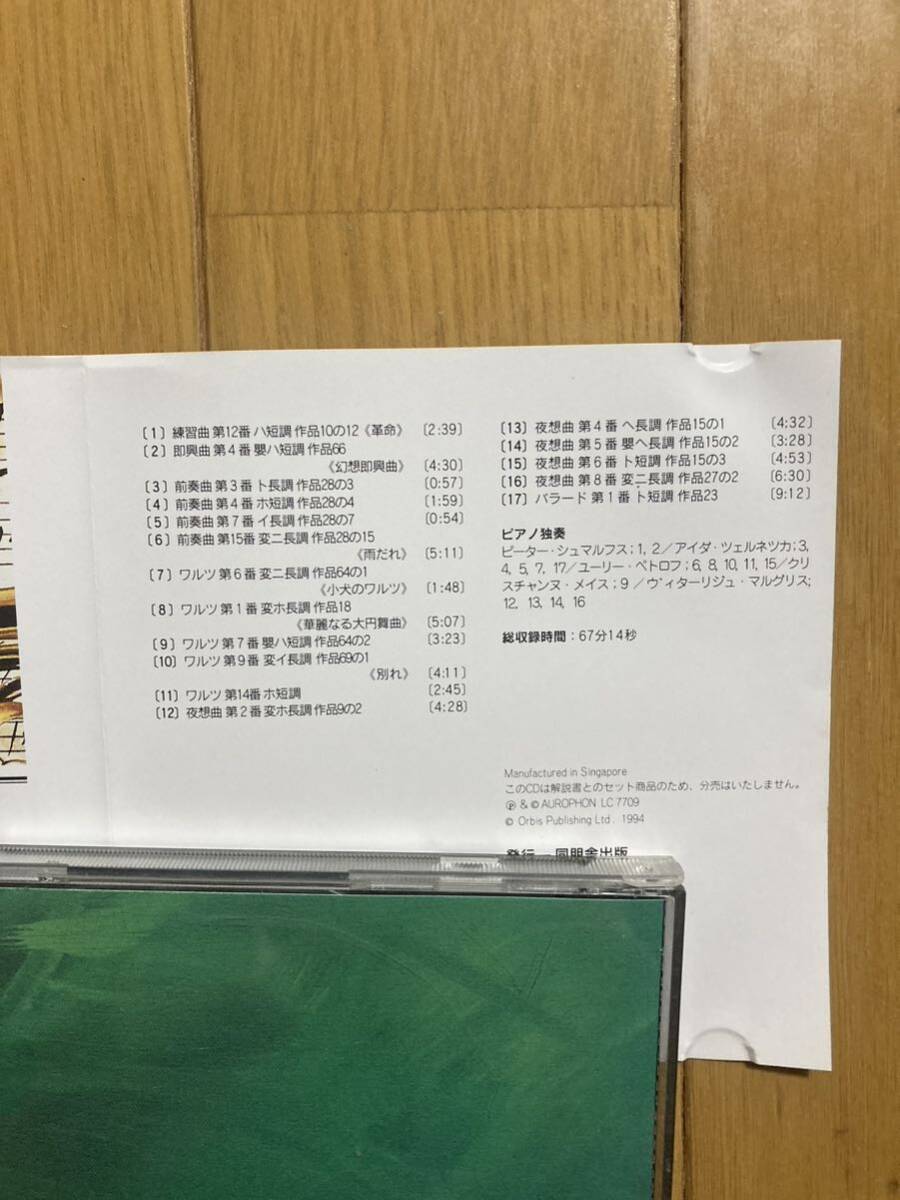 〔1〕練習曲 第12番 ハ短調 作品10の12《革命》〔2:39〕
〔2〕即興曲 第4番 嬰ハ短調 作品66
《幻想即興曲》〔4:30〕
〔3〕前奏曲 第3番 ト長調 作品28の3〔0:57〕
〔4〕前奏曲 第4番 ホ短調 作品28の4〔1:59〕
〔5〕前奏曲 第7番 イ長調 作品28の7〔0:54〕
〔6〕前奏曲 第15番 変ニ長調 作品28の15
《雨だれ》〔5:11〕
〔7〕ワルツ 第6番 変ニ長調 作品64の1
《小犬のワルツ》〔1:48〕
〔8〕ワルツ 第1番 変ホ長調 作品18
《華麗なる大円舞曲》〔5:07〕
〔9〕ワルツ 第7番 嬰ハ短調 作品64の2〔3:23〕
〔10〕ワルツ 第9番 変イ長調 作品69の1
《別れ》〔4:11〕
〔11〕ワルツ 第14番 ホ短調〔2:45〕
〔12〕夜想曲 第2番 変ホ長調 作品9の2〔4:28〕
〔13〕夜想曲 第4番 ヘ長調 作品15の1〔4:32〕
〔14〕夜想曲 第5番 嬰ヘ長調 作品15の2〔3:28〕
〔15〕夜想曲 第6番 ト短調 作品15の3〔4:53〕
〔16〕夜想曲 第8番 変ニ長調 作品27の2〔6:30〕
〔17〕バラード 第1番 ト短調 作品23〔9:12〕
ピアノ独奏
ピーター・シュマルフス;1, 2／アイダ・ツェルネツカ;3,
4, 5, 7, 17／ユーリー・ペトロフ;6, 8, 10, 11, 15／クリ
スチャンヌ・メイス;9／ヴィターリジュ・マルグリス;
12, 13, 14, 16
総収録時間:67分14秒
Manufactured in Singapore
このCDは解説書とのセット商品のため、分売はいたしません。
℗ & © AUROPHON LC 7709
© Orbis Publishing Ltd. 1994
発行 — 同朋舎出版